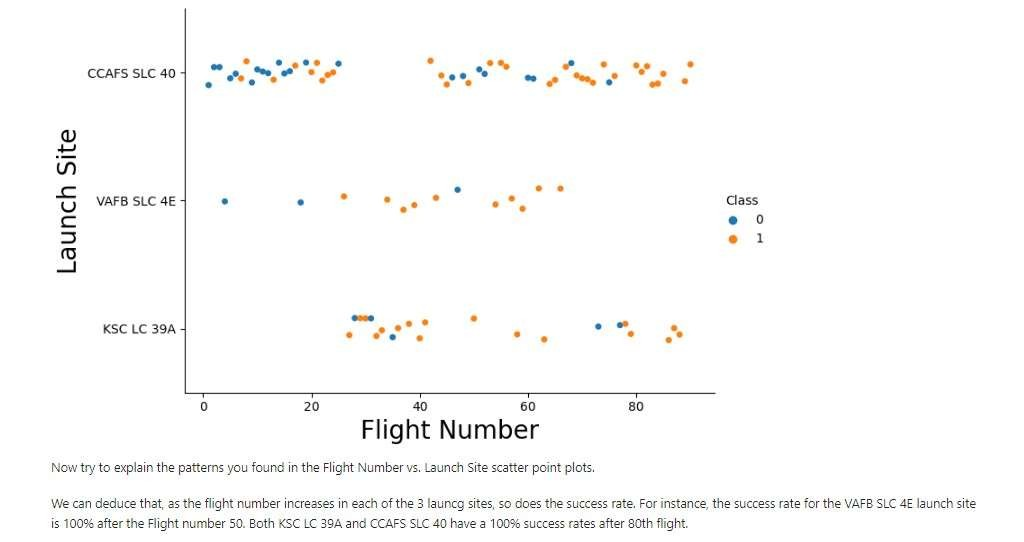 CCAFS SLC 40
VAFB SLC 4E
KSC LC 39A
Launch Site
0
20
40
60
80
Flight Number
Class
0
1
Now try to explain the patterns you found in the Flight Number vs. Launch Site scatter point plots.
We can deduce that, as the flight number increases in each of the 3 launcg sites, so does the success rate. For instance, the success rate for the VAFB SLC 4E launch site
is 100% after the Flight number 50. Both KSC LC 39A and CCAFS SLC 40 have a 100% success rates after 80th flight.